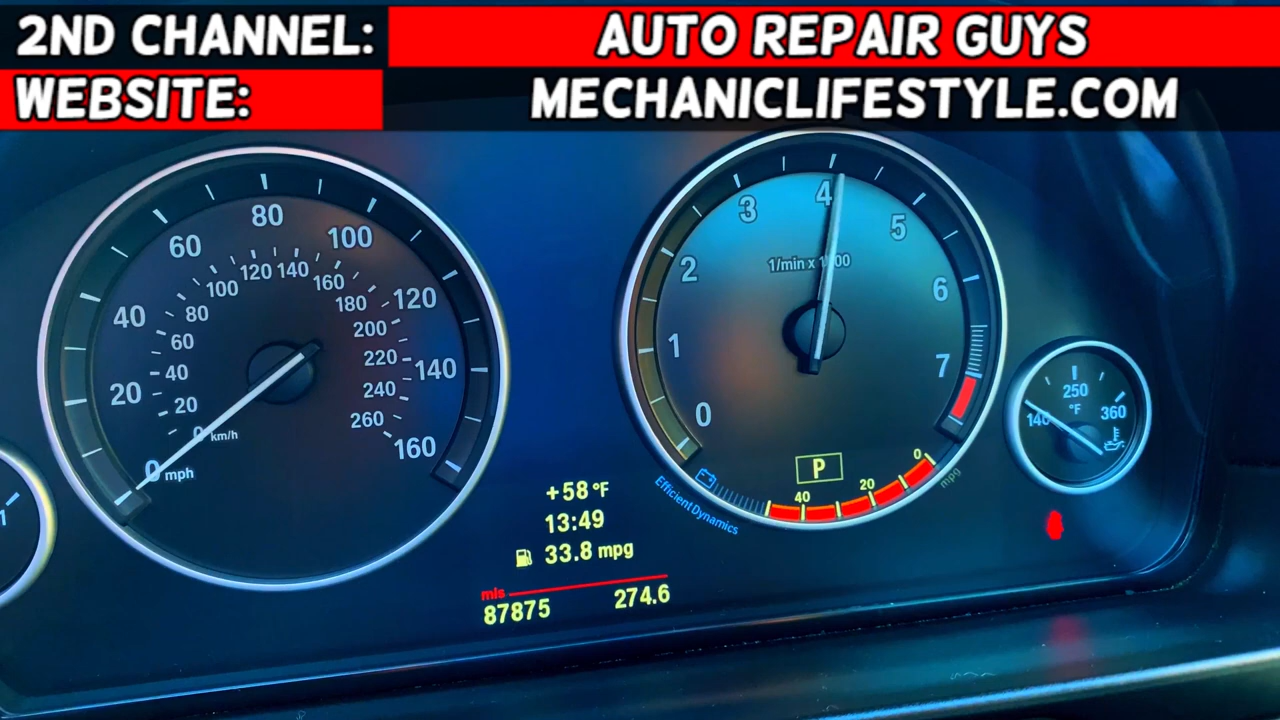 2ND CHANNEL: AUTO REPAIR GUYS
WEBSITE: MECHANICLIFESTYLE.COM
0 20 40 60 80 100 120 140 160
mph
0 20 40 60 80 100 120 140 160 180 200 220 240 260
km/h
0 1 2 3 4 5 6 7
1/min x
P
40 20 0
mpg
EfficientDynamics
140 250 360
°F
1
+58 °F
13:49
33.8 mpg
mls
87875 274.6